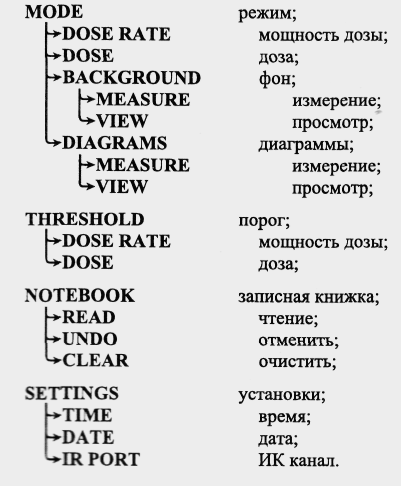 MODE режим;
DOSE RATE мощность дозы;
DOSE доза;
BACKGROUND фон;
MEASURE измерение;
VIEW просмотр;
DIAGRAMS диаграммы;
MEASURE измерение;
VIEW просмотр;
THRESHOLD порог;
DOSE RATE мощность дозы;
DOSE доза;
NOTEBOOK записная книжка;
READ чтение;
UNDO отменить;
CLEAR очистить;
SETTINGS установки;
TIME время;
DATE дата;
IR PORT ИК канал.